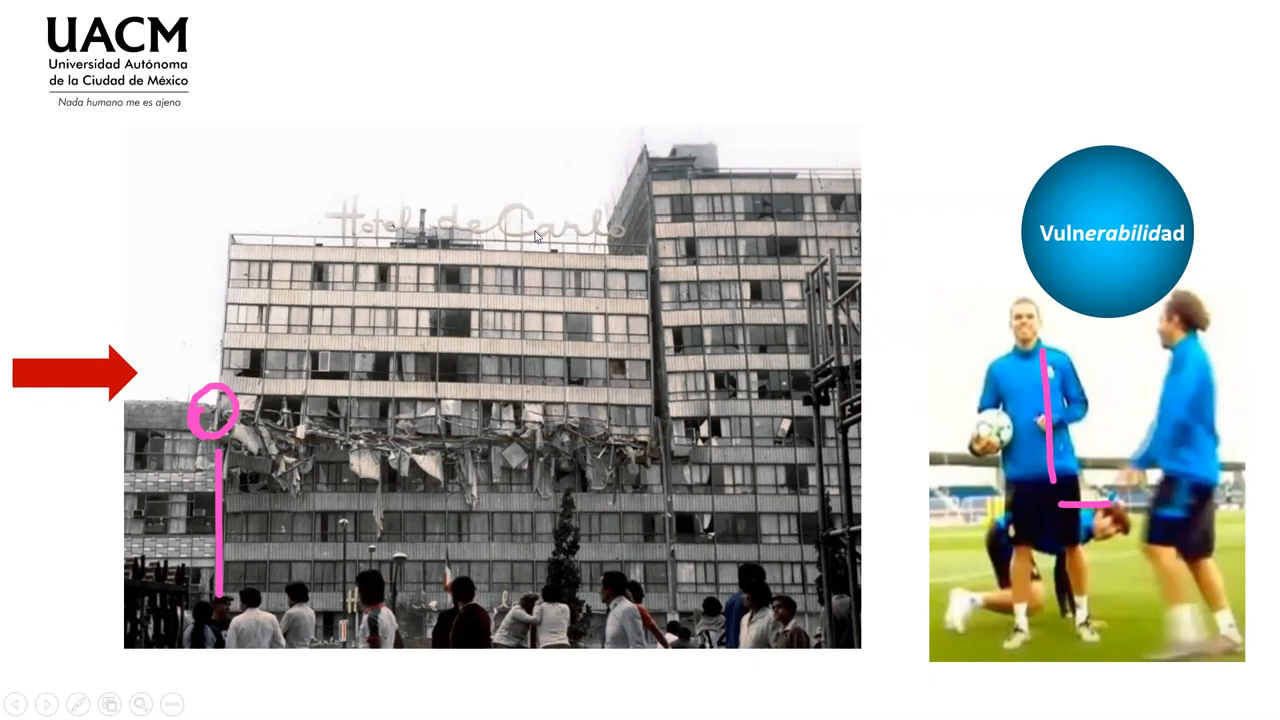 UACM
Universidad Autónoma
de la Ciudad de México
Nada humano me es ajeno
Hotel de Carlo
Vulnerabilidad